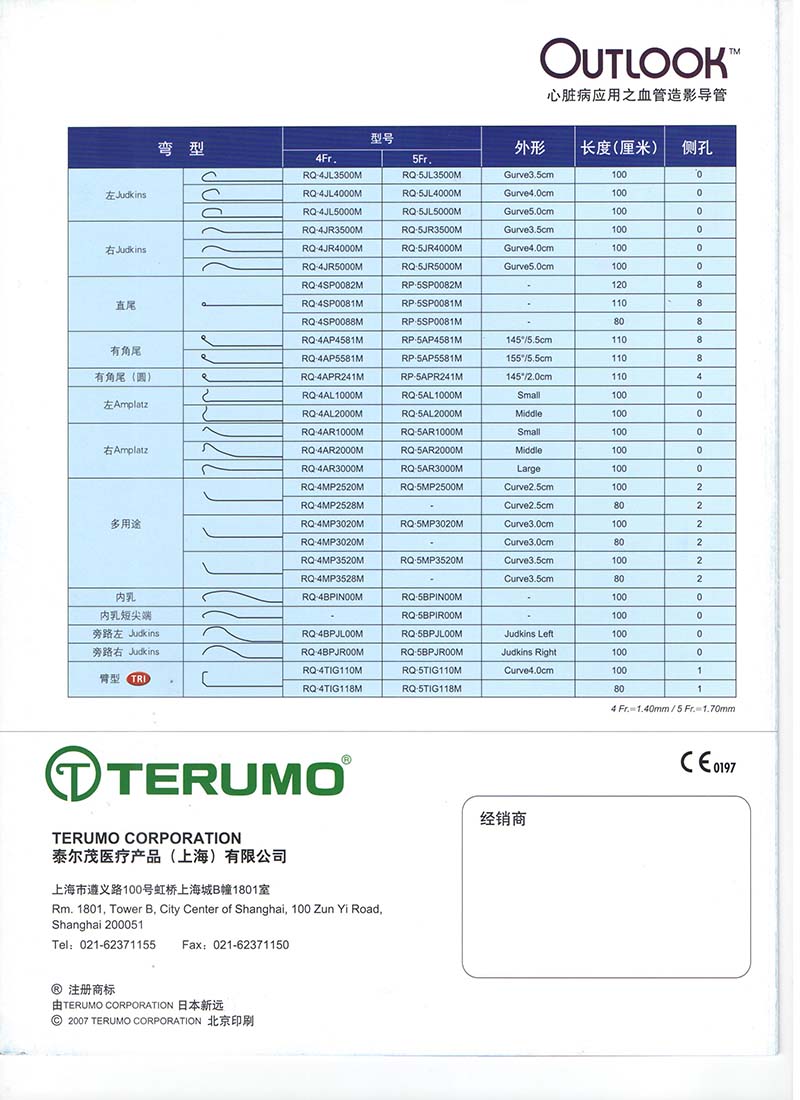 OUTLOOK™
心脏病应用之血管造影导管
弯 型 型号 外形 长度(厘米) 侧孔
4Fr. 5Fr.
左Judkins RQ·4JL3500M RQ·5JL3500M Gurve3.5cm 100 0
RQ·4JL4000M RQ·5JL4000M Gurve4.0cm 100 0
RQ·4JL5000M RQ·5JL5000M Gurve5.0cm 100 0
右Judkins RQ·4JR3500M RQ·5JR3500M Gurve3.5cm 100 0
RQ·4JR4000M RQ·5JR4000M Gurve4.0cm 100 0
RQ·4JR5000M RQ·5JR5000M Gurve5.0cm 100 0
直尾 RQ·4SP0082M RP·5SP0082M - 120 8
RQ·4SP0081M RP·5SP0081M - 110 8
RQ·4SP0088M RP·5SP0081M - 80 8
有角尾 RQ·4AP4581M RP·5AP4581M 145°/5.5cm 110 8
RQ·4AP5581M RP·5AP5581M 155°/5.5cm 110 8
有角尾（圆） RQ·4APR241M RP·5APR241M 145°/2.0cm 110 4
左Amplatz RQ·4AL1000M RQ·5AL1000M Small 100 0
RQ·4AL2000M RQ·5AL2000M Middle 100 0
右Amplatz RQ·4AR1000M RQ·5AR1000M Small 100 0
RQ·4AR2000M RQ·5AR2000M Middle 100 0
RQ·4AR3000M RQ·5AR3000M Large 100 0
多用途 RQ·4MP2520M RQ·5MP2500M Curve2.5cm 100 2
RQ·4MP2528M - Curve2.5cm 80 2
RQ·4MP3020M RQ·5MP3020M Curve3.0cm 100 2
RQ·4MP3020M - Curve3.0cm 80 2
RQ·4MP3520M RQ·5MP3520M Curve3.5cm 100 2
RQ·4MP3528M - Curve3.5cm 80 2
内乳 RQ·4BPIN00M RQ·5BPIN00M - 100 0
内乳短尖端 - RQ·5BPIR00M - 100 0
旁路左 Judkins RQ·4BPJL00M RQ·5BPJL00M Judkins Left 100 0
旁路右 Judkins RQ·4BPJR00M RQ·5BPJR00M Judkins Right 100 0
臂型 TRI RQ·4TIG110M RQ·5TIG110M Curve4.0cm 100 1
RQ·4TIG118M RQ·5TIG118M 80 1
4 Fr.=1.40mm / 5 Fr.=1.70mm
TERUMO®
CE0197
经销商
TERUMO CORPORATION
泰尔茂医疗产品（上海）有限公司
上海市遵义路100号虹桥上海城B幢1801室
Rm. 1801, Tower B, City Center of Shanghai, 100 Zun Yi Road,
Shanghai 200051
Tel：021-62371155 Fax：021-62371150
® 注册商标
由TERUMO CORPORATION 日本新远
© 2007 TERUMO CORPORATION 北京印刷